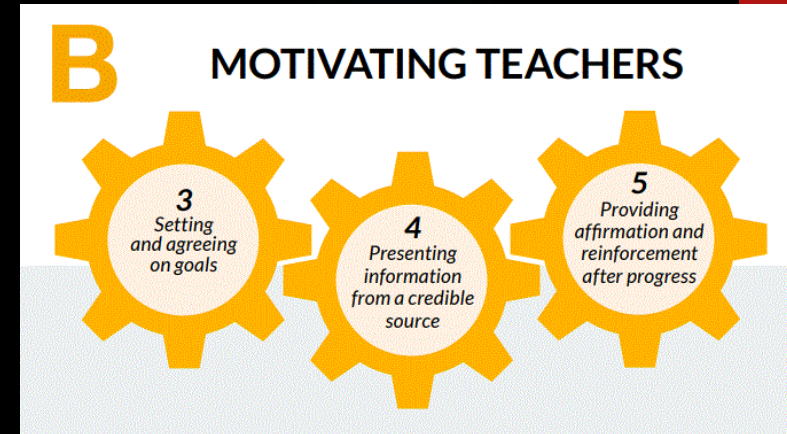 B
MOTIVATING TEACHERS
3
Setting
and agreeing
on goals
4
Presenting
information
from a credible
source
5
Providing
affirmation and
reinforcement
after progress